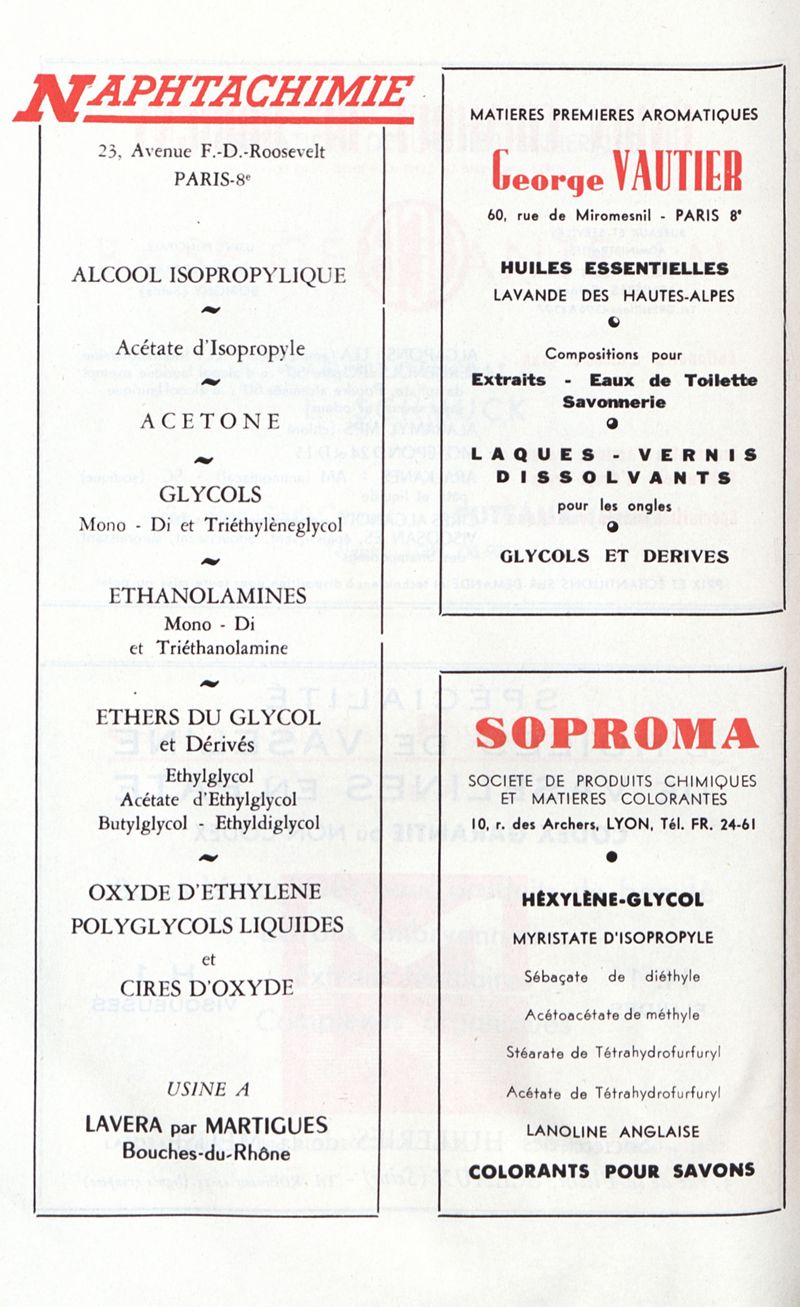 NAPHTACHIMIE
23, Avenue F.-D.-Roosevelt
PARIS-8e
ALCOOL ISOPROPYLIQUE
~
Acétate d'Isopropyle
~
ACETONE
~
GLYCOLS
Mono - Di et Triéthylèneglycol
~
ETHANOLAMINES
Mono - Di
et Triéthanolamine
~
ETHERS DU GLYCOL
et Dérivés
Ethylglycol
Acétate d'Ethylglycol
Butylglycol - Ethyldiglycol
~
OXYDE D'ETHYLENE
POLYGLYCOLS LIQUIDES
et
CIRES D'OXYDE
USINE A
LAVERA par MARTIGUES
Bouches-du-Rhône
MATIERES PREMIERES AROMATIQUES
George VAUTIER
60, rue de Miromesnil - PARIS 8e
HUILES ESSENTIELLES
LAVANDE DES HAUTES-ALPES
Compositions pour
Extraits - Eaux de Toilette
Savonnerie
LAQUES - VERNIS
DISSOLVANTS
pour les ongles
GLYCOLS ET DERIVES
SOPROMA
SOCIETE DE PRODUITS CHIMIQUES
ET MATIERES COLORANTES
10, r. des Archers, LYON, Tél. FR. 24-61
HÉXYLÈNE-GLYCOL
MYRISTATE D'ISOPROPYLE
Sébaçate de diéthyle
Acétoacétate de méthyle
Stéarate de Tétrahydrofurfuryl
Acétate de Tétrahydrofurfuryl
LANOLINE ANGLAISE
COLORANTS POUR SAVONS